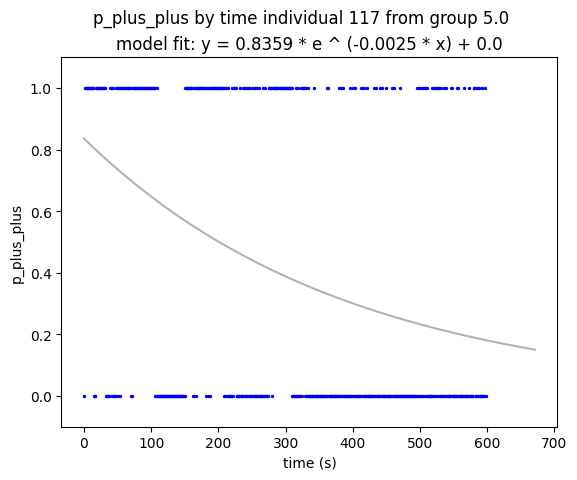 p_plus_plus by time individual 117 from group 5.0
model fit: y = 0.8359 * e ^ (-0.0025 * x) + 0.0
1.0
0.8
0.6
0.4
0.2
0.0
p_plus_plus
0 100 200 300 400 500 600 700
time (s)